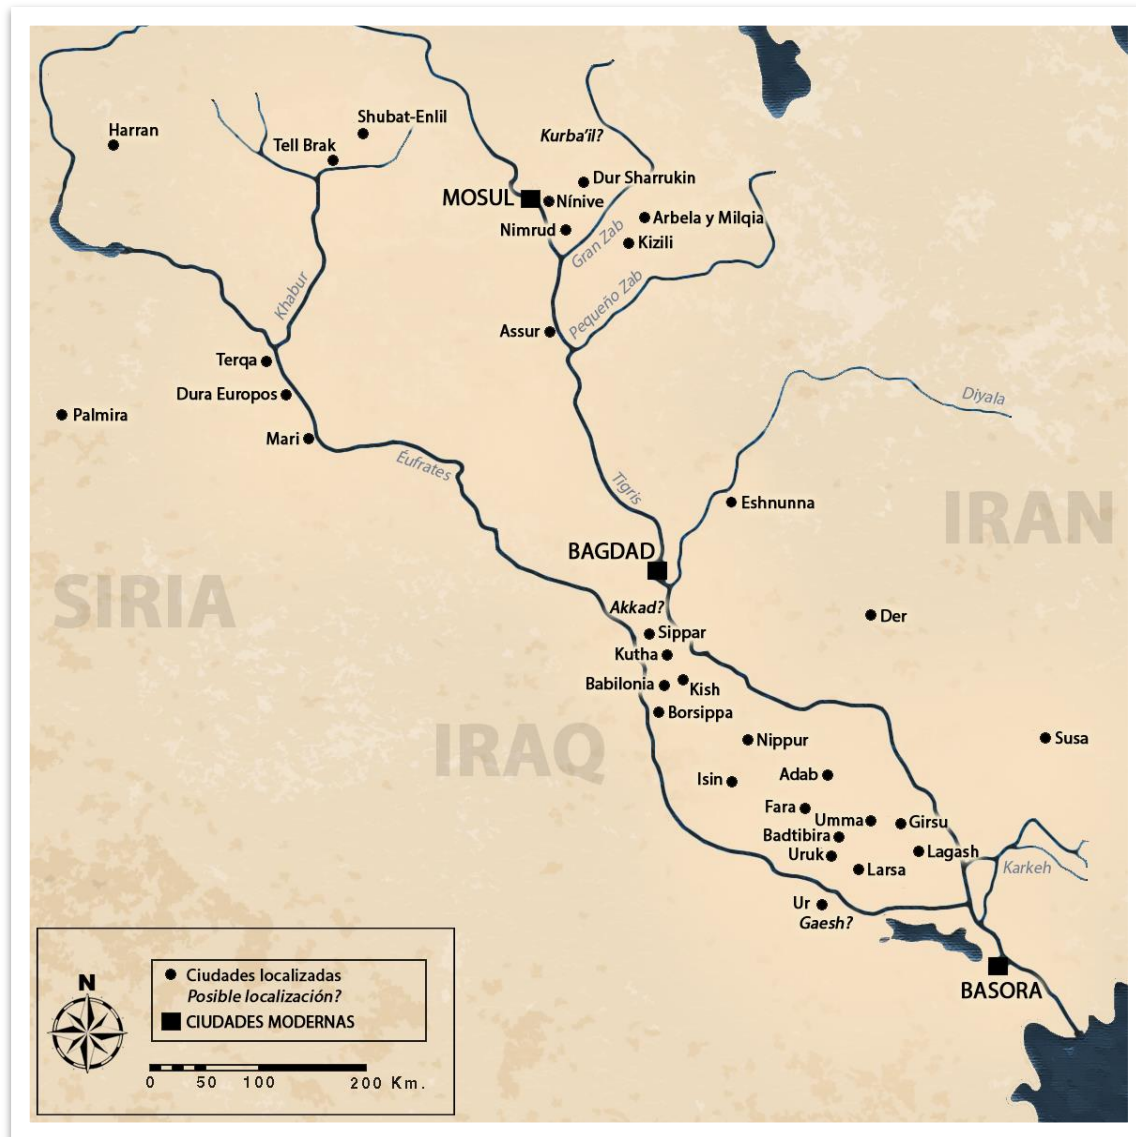 Harran
Shubat-Enlil
Tell Brak
Kurba'il?
Dur Sharrukin
MOSUL
Nínive
Nimrud
Arbela y Milqia
Kizili
Gran Zab
Khabur
Pequeño Zab
Assur
Terqa
Dura Europos
Palmira
Mari
Éufrates
Diyala
Tigris
Eshnunna
IRAN
BAGDAD
SIRIA
Akkad?
Der
Sippar
Kutha
Babilonia
Kish
Borsippa
IRAQ
Nippur
Susa
Isin
Adab
Fara
Umma
Girsu
Badtibira
Uruk
Lagash
Larsa
Karkeh
Ur
Gaesh?
BASORA
N
Ciudades localizadas
Posible localización?
CIUDADES MODERNAS
0 50 100 200 Km.